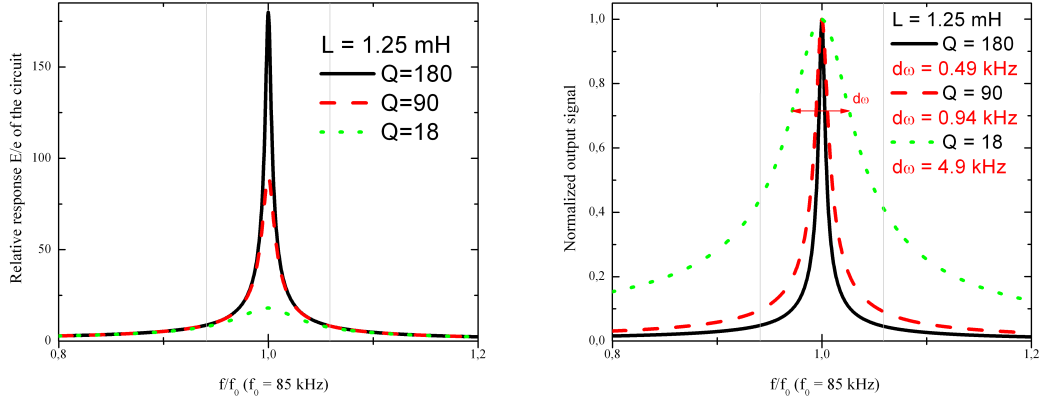 Relative response E/e of the circuit
150
100
50
0
0,8
1,0
1,2
f/f0 (f0 = 85 kHz)
L = 1.25 mH
Q=180
Q=90
Q=18
Normalized output signal
1,0
0,8
0,6
0,4
0,2
0,0
0,8
1,0
1,2
f/f0 (f0 = 85 kHz)
L = 1.25 mH
Q = 180
dω = 0.49 kHz
Q = 90
dω = 0.94 kHz
Q = 18
dω = 4.9 kHz
dω